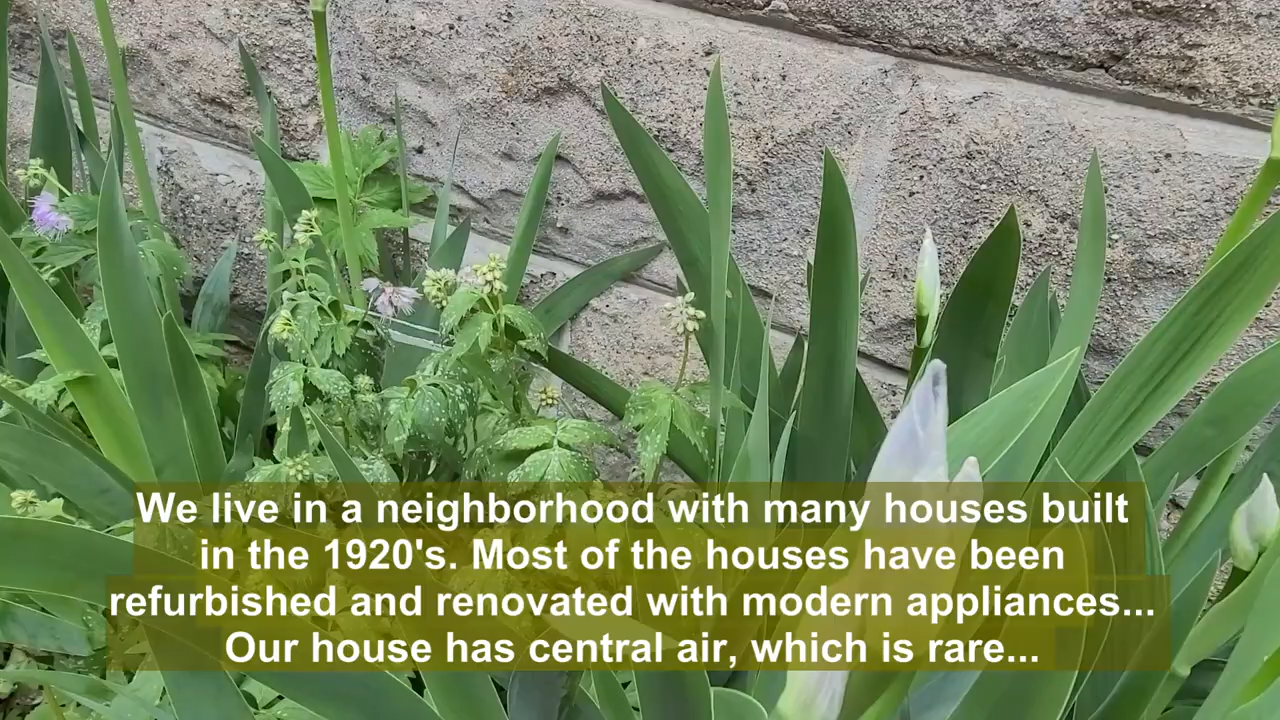 We live in a neighborhood with many houses built
in the 1920's. Most of the houses have been
refurbished and renovated with modern appliances...
Our house has central air, which is rare...